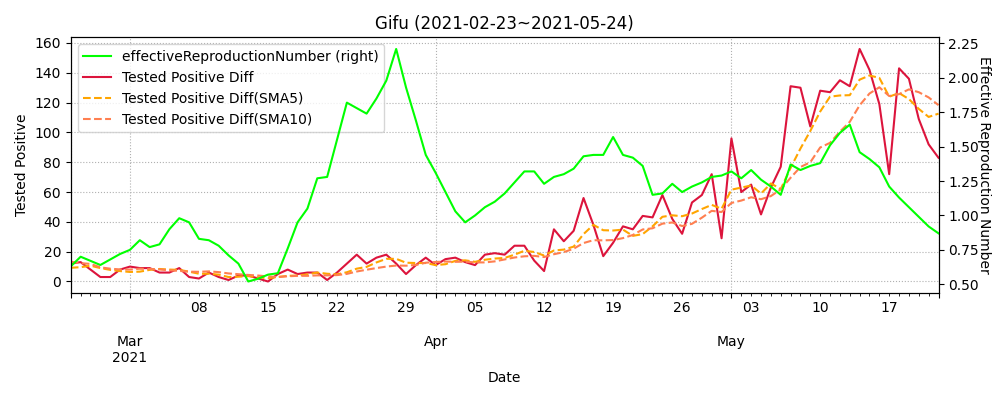 Gifu (2021-02-23~2021-05-24)
effectiveReproductionNumber (right)
Tested Positive Diff
Tested Positive Diff(SMA5)
Tested Positive Diff(SMA10)
Tested Positive
160
140
120
100
80
60
40
20
0
2.25
2.00
1.75
1.50
1.25
1.00
0.75
0.50
Effective Reproduction Number
08 15 22 29 05 12 19 26 03 10 17
Mar Apr May
2021
Date